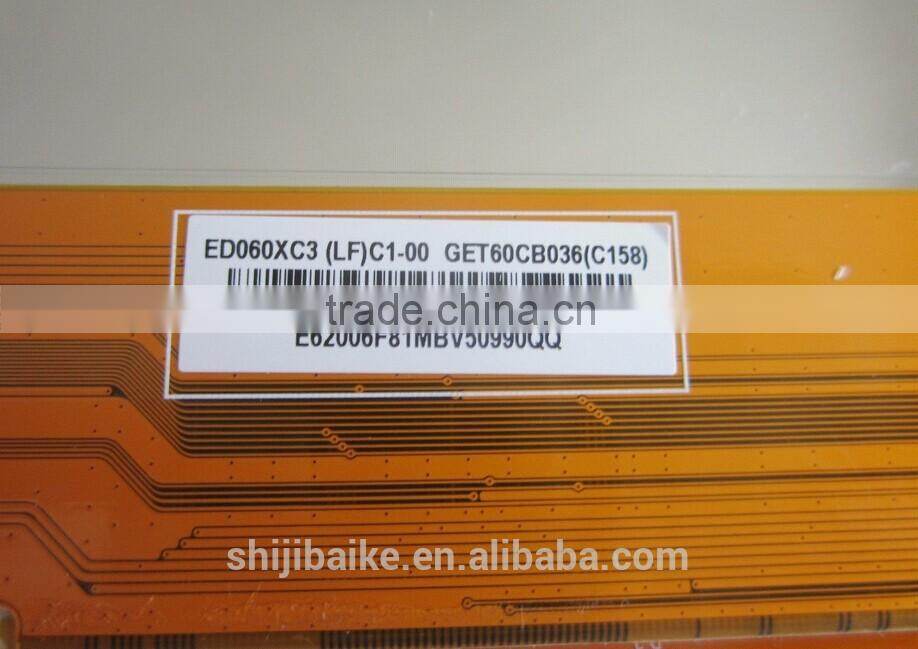 ED060XC3 (LF)C1-00 GET60CB036(C158)
trade.china.cn
E62006F81MBV50990QQ
shijibaike.en.alibaba.com